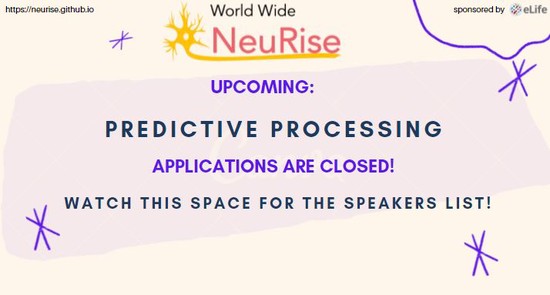 https://neurise.github.io
sponsored by eLife
World Wide
NeuRise
UPCOMING:
PREDICTIVE PROCESSING
APPLICATIONS ARE CLOSED!
WATCH THIS SPACE FOR THE SPEAKERS LIST!